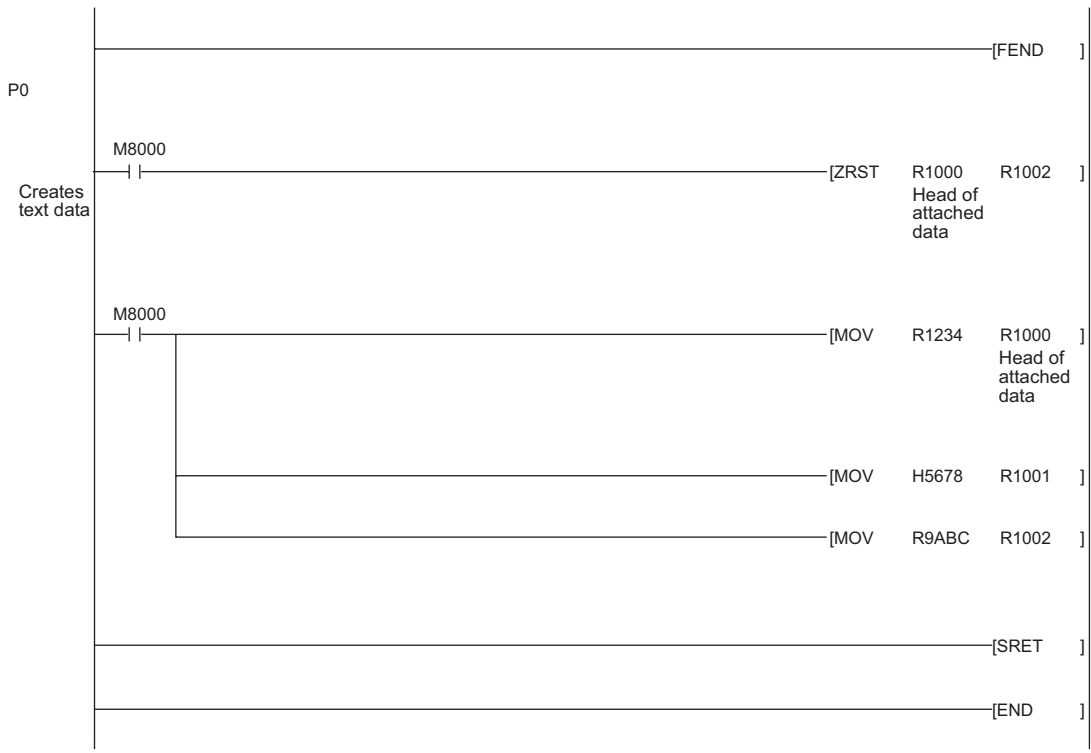 [FEND ]
P0
M8000
[ZRST R1000 R1002 ]
Creates
text data
Head of
attached
data
M8000
[MOV R1234 R1000 ]
Head of
attached
data
[MOV H5678 R1001 ]
[MOV R9ABC R1002 ]
[SRET ]
[END ]